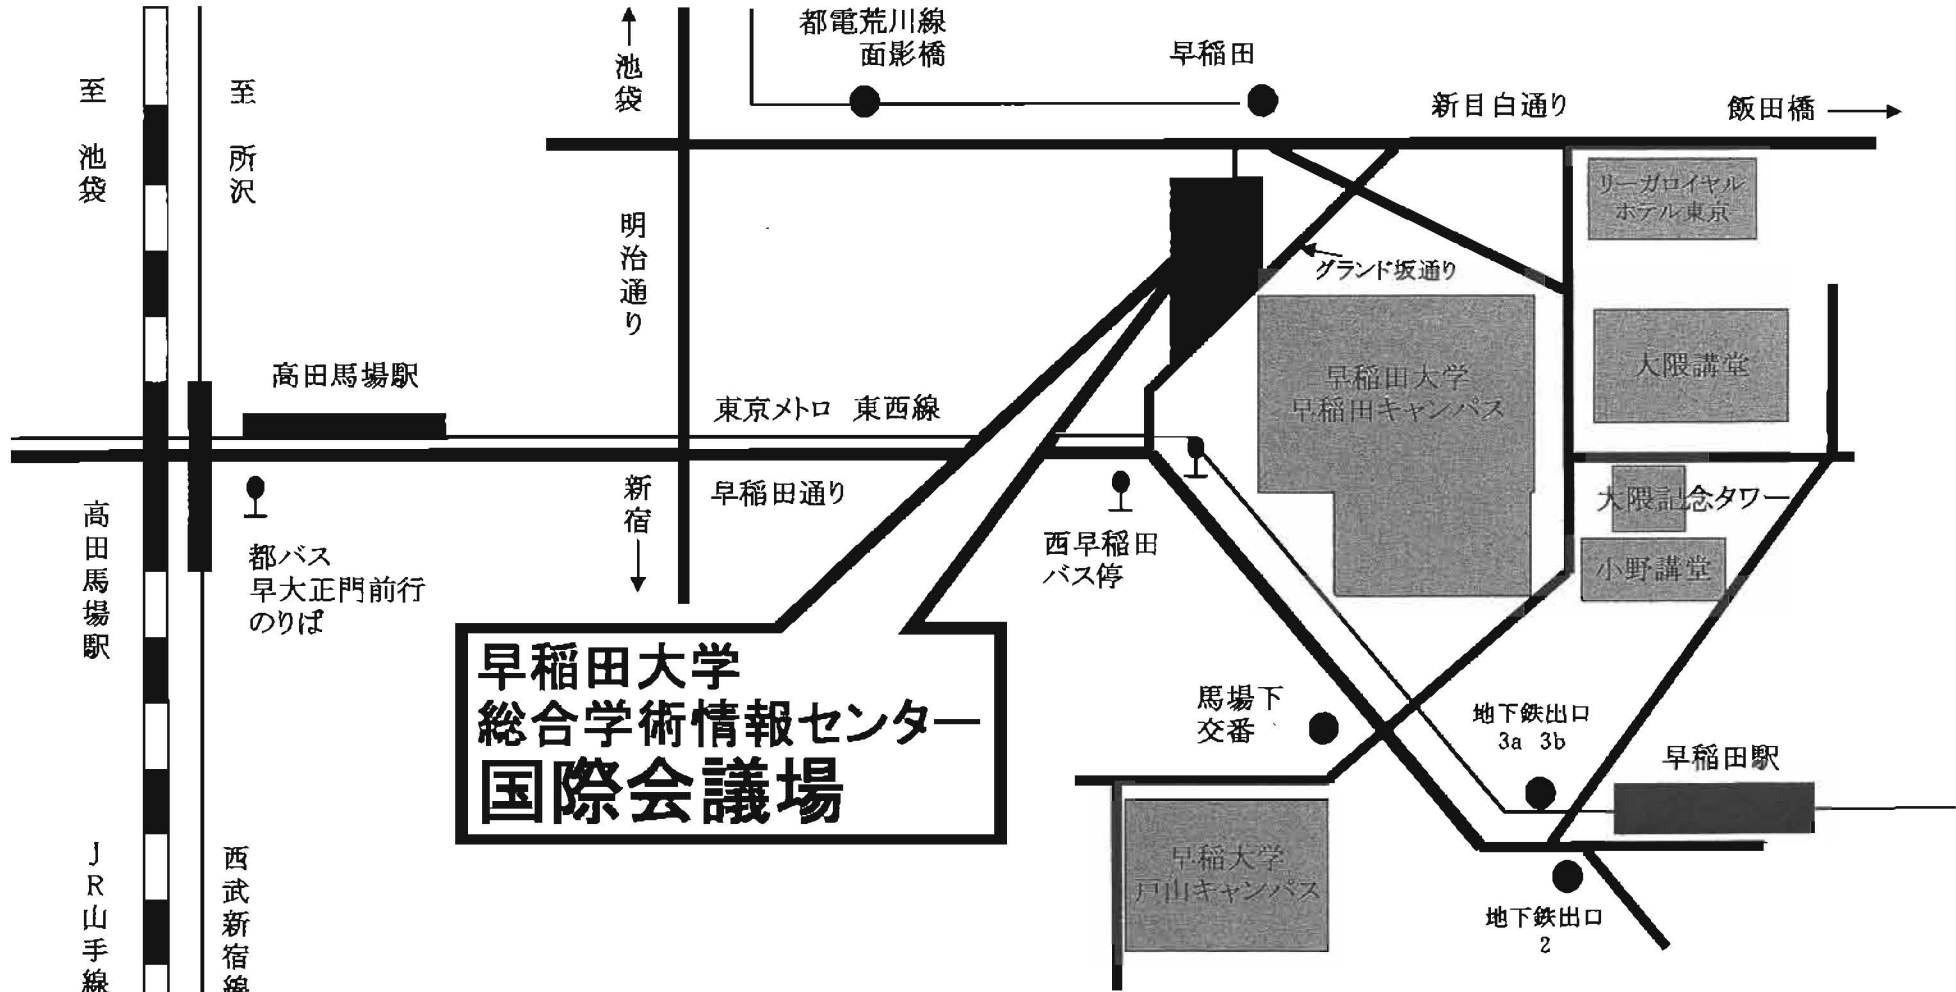 至 池袋
至 所沢
↑池袋
都電荒川線
面影橋
早稲田
新目白通り
飯田橋 →
リーガロイヤル
ホテル東京
明治通り
グランド坂通り
高田馬場駅
東京メトロ 東西線
早稲田大学
早稲田キャンパス
大隈講堂
早稲田通り
新宿↓
高田馬場駅
都バス
早大正門前行
のりば
西早稲田
バス停
大隈記念タワー
小野講堂
早稲田大学
総合学術情報センター
国際会議場
馬場下
交番
地下鉄出口
3a 3b
早稲田駅
早稲大学
戸山キャンパス
地下鉄出口
2
JR山手線
西武新宿線